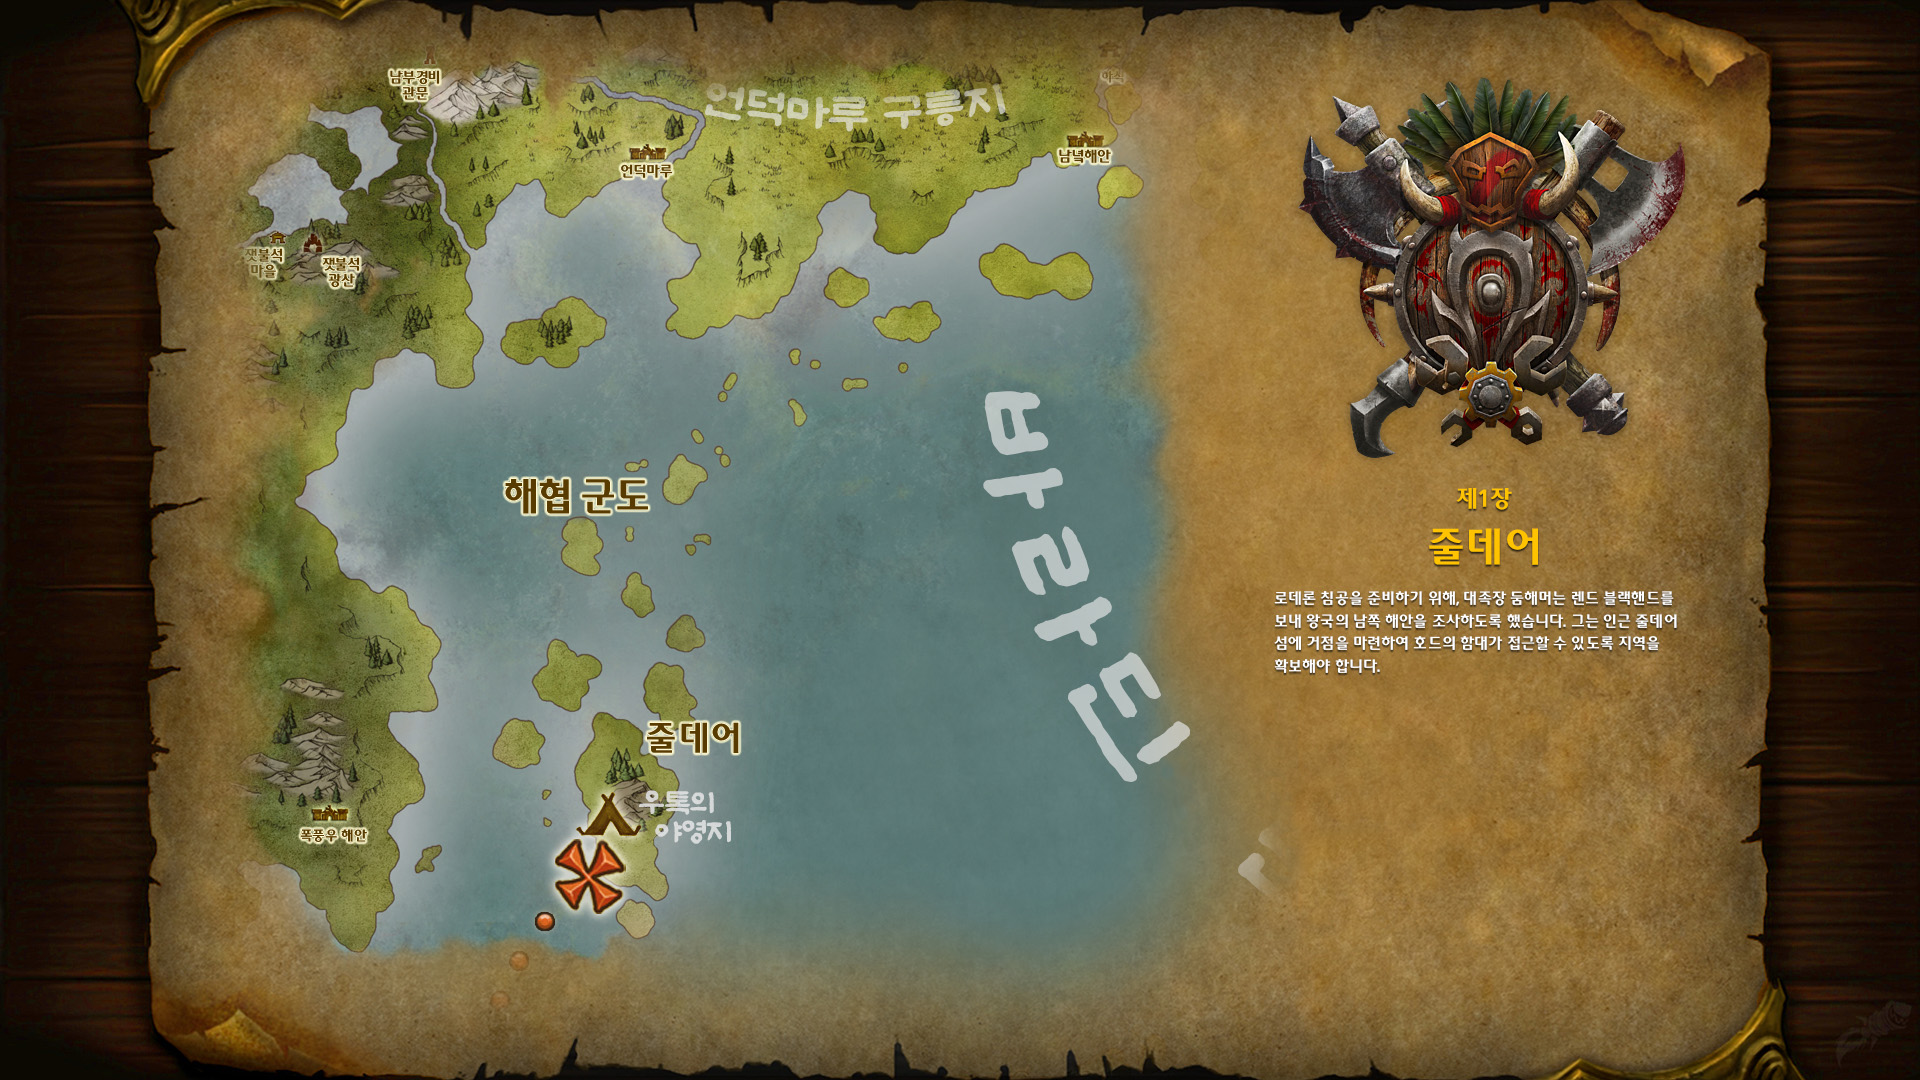 남부경비
관문
언덕마루 구릉지
언덕마루
남녘해안
잿불석
마을
잿불석
광산
해협 군도
바라딘
줄데어
우톡의
야영지
폭풍우 해안
제1장
줄데어
로데론 침공을 준비하기 위해, 대족장 둠해머는 렌드 블랙핸드를
보내 왕국의 남쪽 해안을 조사하도록 했습니다. 그는 인근 줄데어
섬에 거점을 마련하여 호드의 함대가 접근할 수 있도록 지역을
확보해야 합니다.